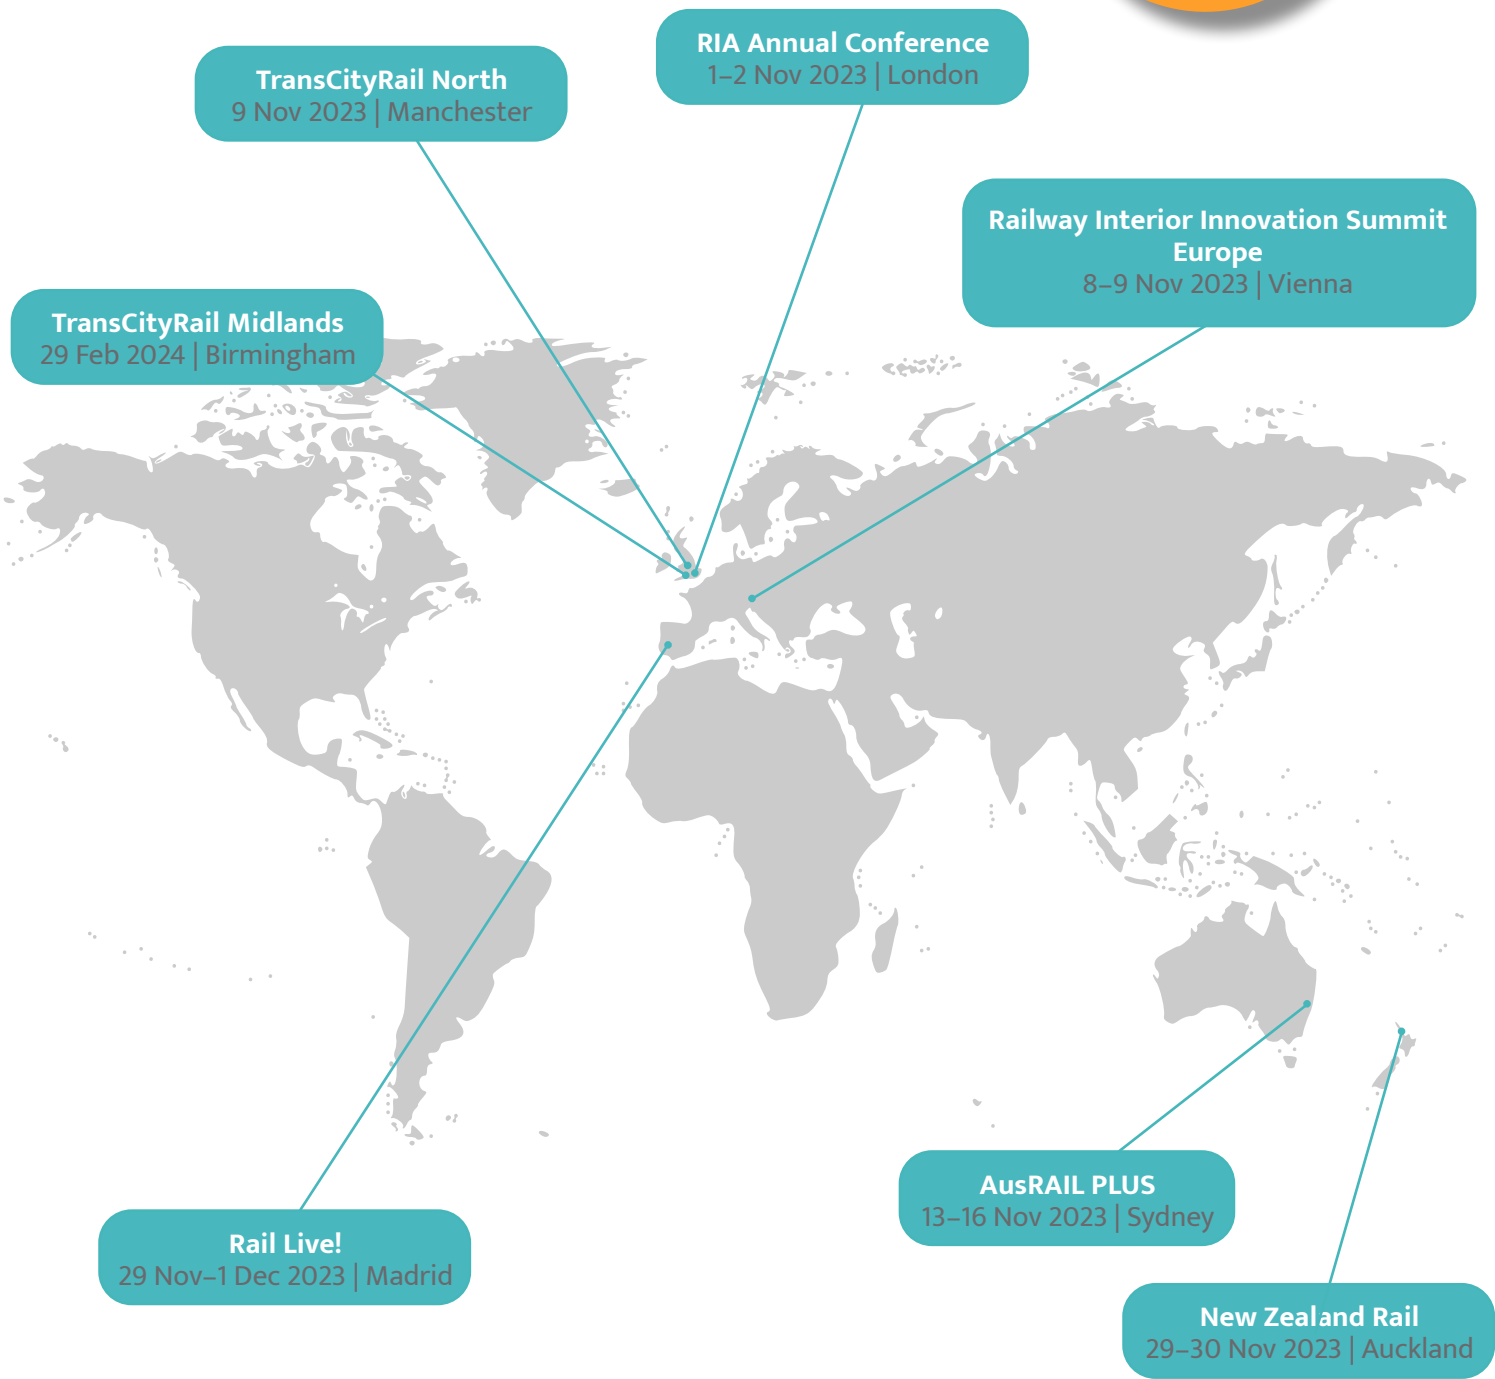 RIA Annual Conference
1–2 Nov 2023 | London
TransCityRail North
9 Nov 2023 | Manchester
Railway Interior Innovation Summit
Europe
8–9 Nov 2023 | Vienna
TransCityRail Midlands
29 Feb 2024 | Birmingham
AusRAIL PLUS
13–16 Nov 2023 | Sydney
Rail Live!
29 Nov–1 Dec 2023 | Madrid
New Zealand Rail
29–30 Nov 2023 | Auckland